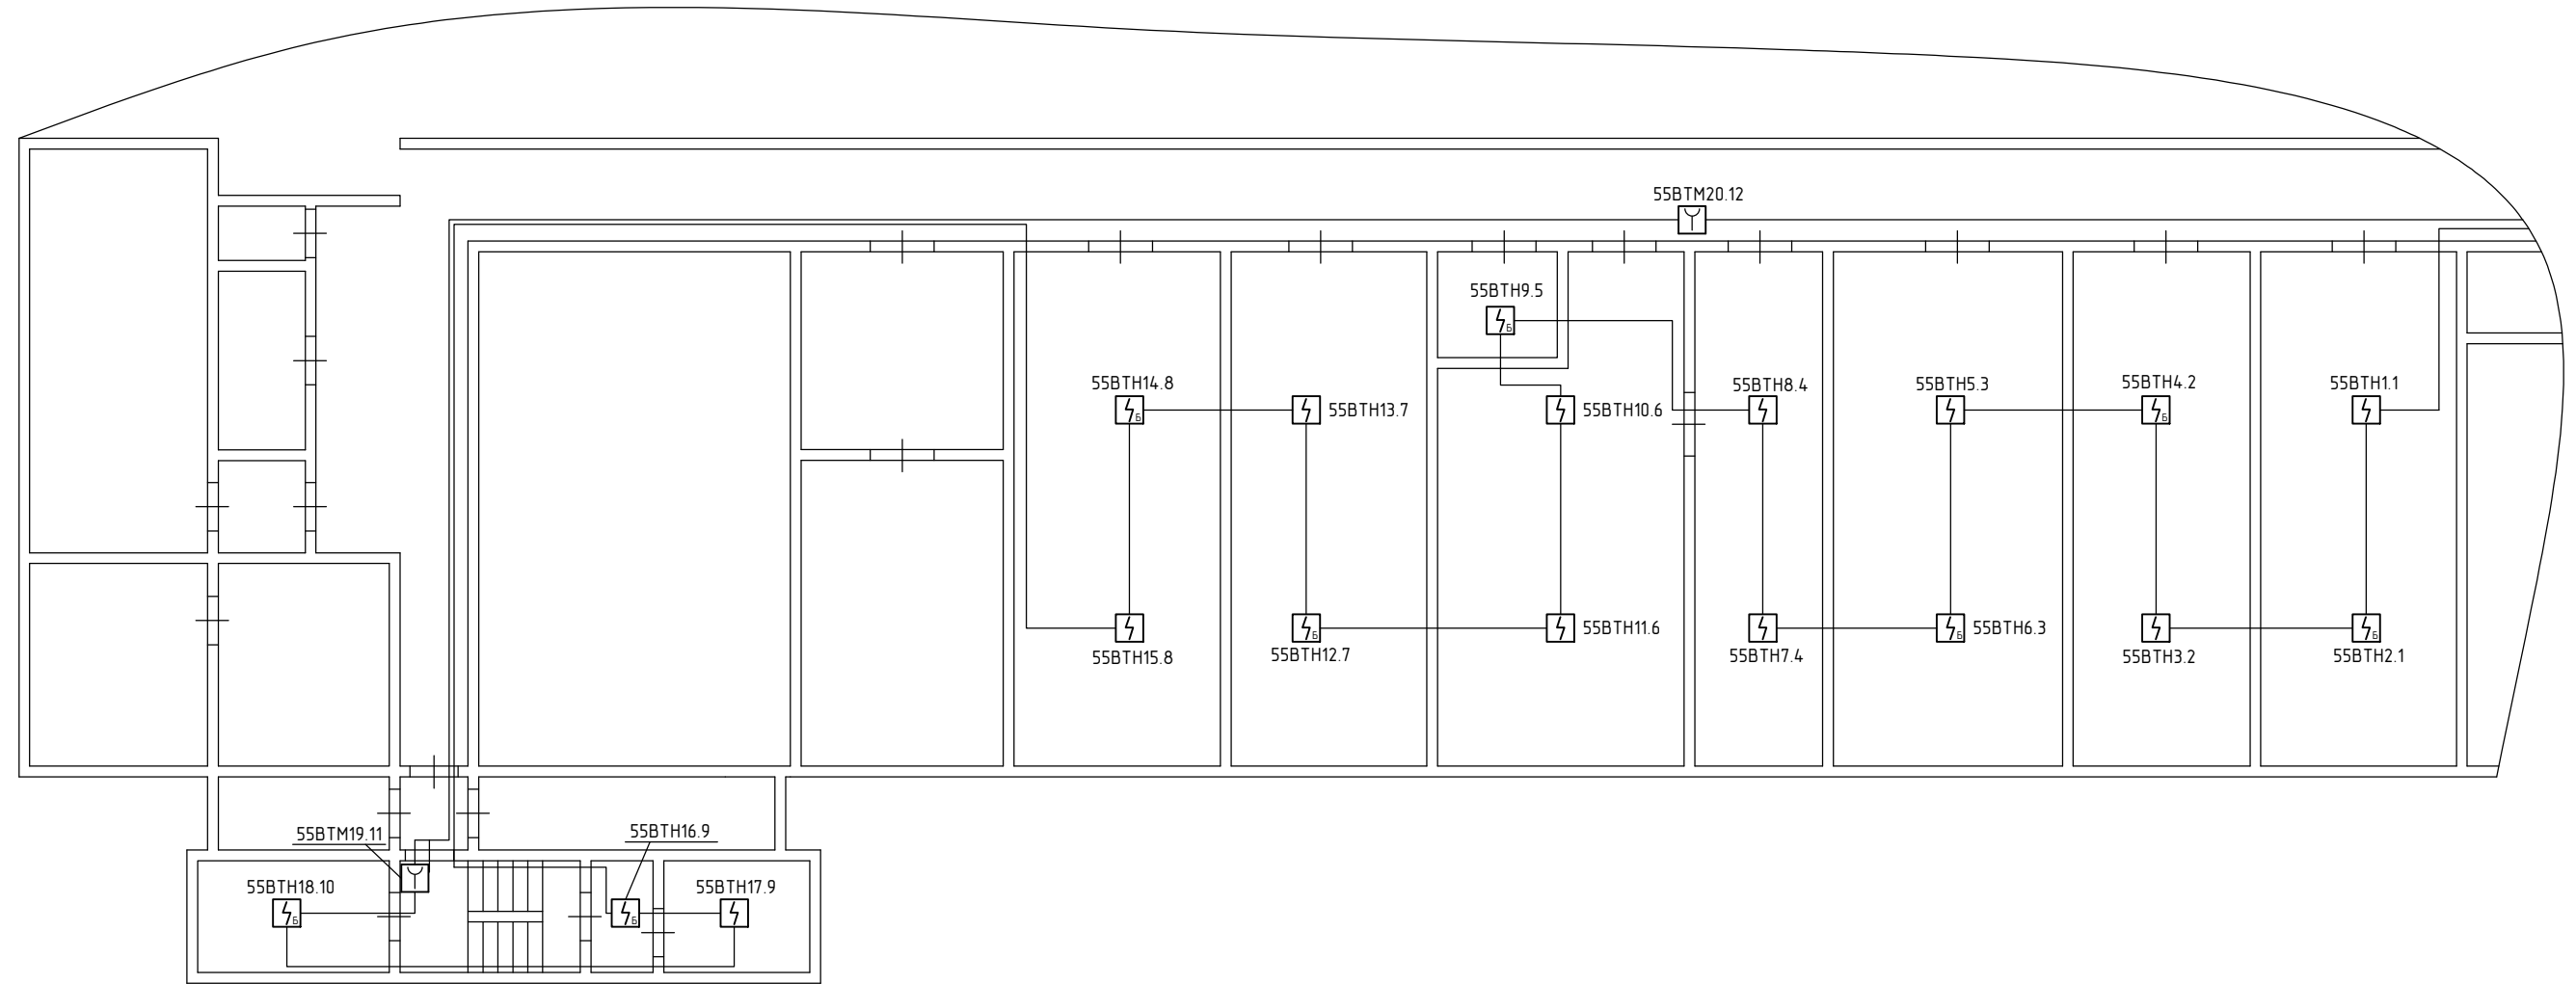 55BTM20.12
55BTH9.5
55BTH14.8
55BTH13.7
55BTH10.6
55BTH8.4
55BTH5.3
55BTH4.2
55BTH1.1
Б
Б
Б
55BTH15.8
55BTH12.7
55BTH11.6
55BTH7.4
55BTH6.3
55BTH3.2
55BTH2.1
Б
Б
Б
55BTM19.11
55BTH16.9
55BTH18.10
55BTH17.9
Б
Б